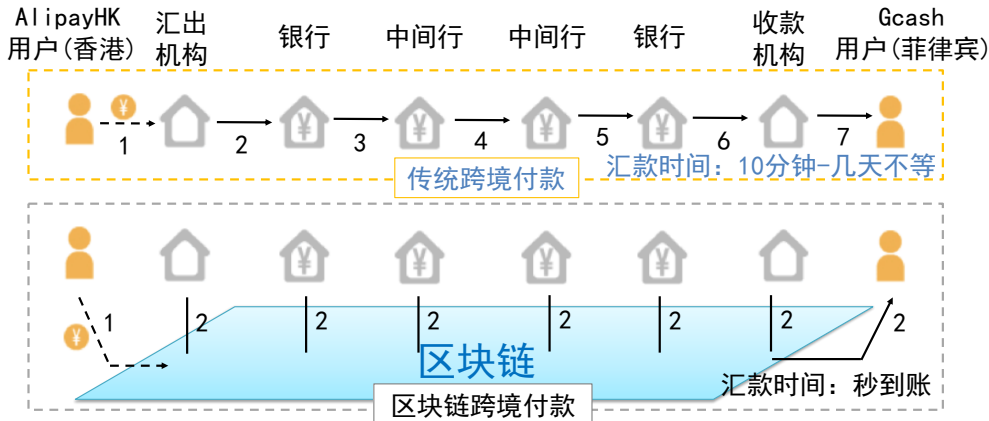 AlipayHK
用户(香港)
汇出
机构
银行
中间行
中间行
银行
收款
机构
Gcash
用户(菲律宾)
¥
¥
¥
¥
¥
1
2
3
4
5
6
7
汇款时间: 10分钟-几天不等
传统跨境付款
¥
¥
¥
¥
¥
1
2
2
2
2
2
2
2
区块链
汇款时间: 秒到账
区块链跨境付款